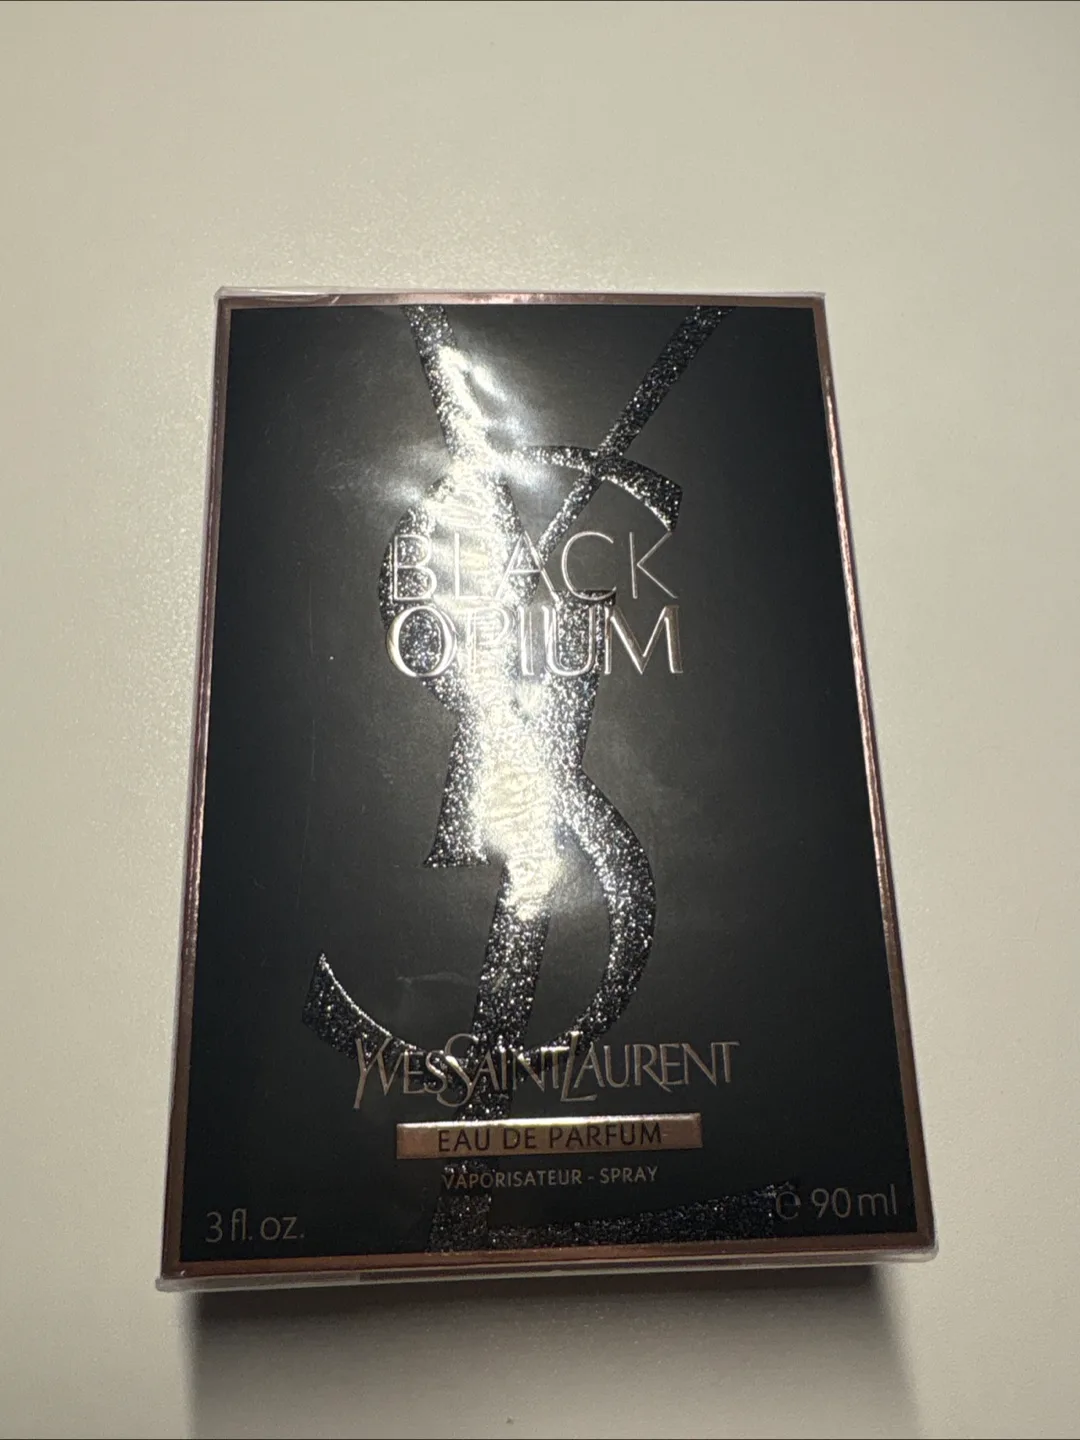 BLACK
OPIUM
YVESSAINTLAURENT
EAU DE PARFUM
VAPORISATEUR - SPRAY
3 fl. oz.
℮ 90 ml